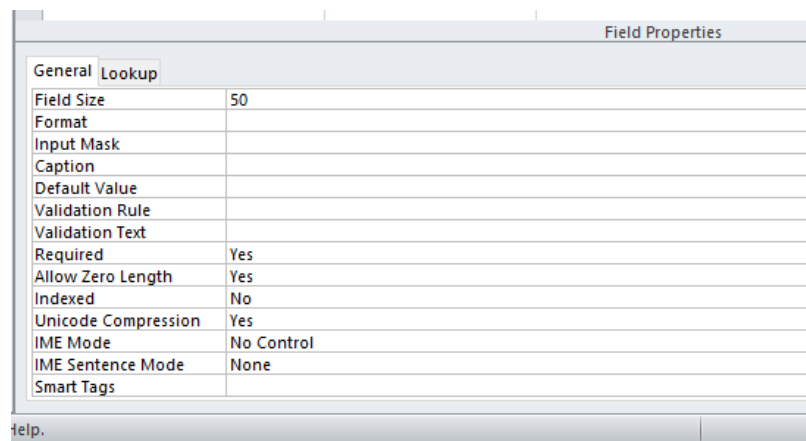 Field Properties
General Lookup
Field Size 50
Format
Input Mask
Caption
Default Value
Validation Rule
Validation Text
Required Yes
Allow Zero Length Yes
Indexed No
Unicode Compression Yes
IME Mode No Control
IME Sentence Mode None
Smart Tags
Help.